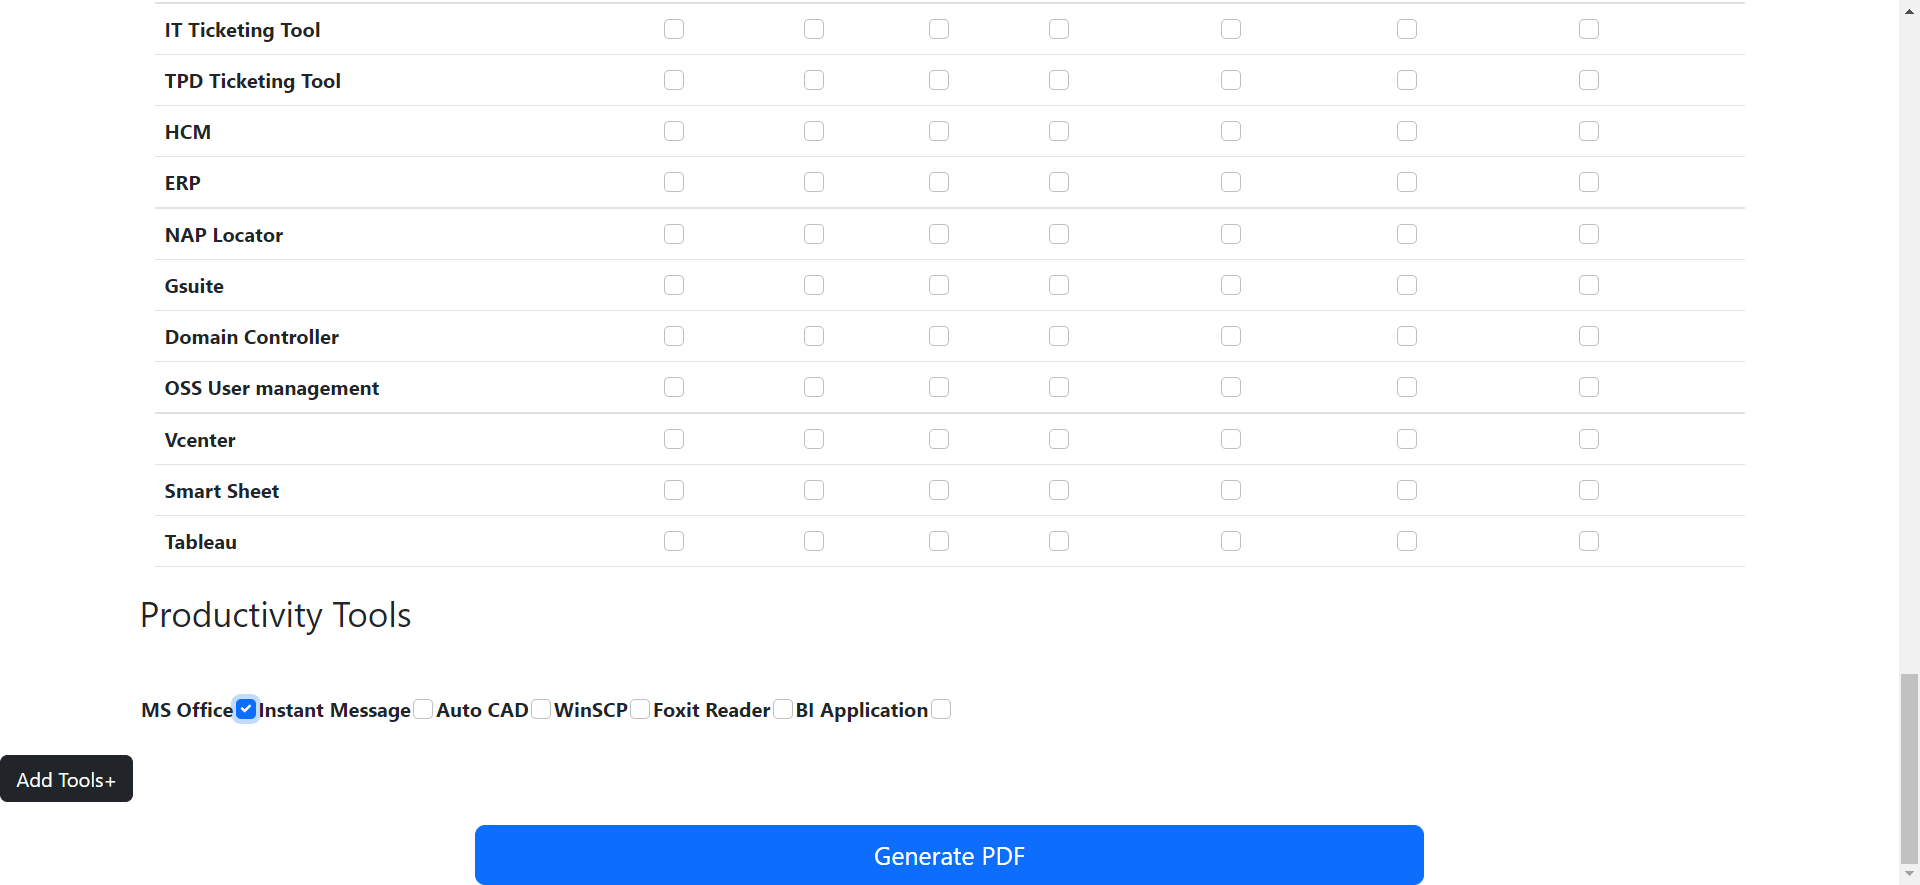 IT Ticketing Tool
TPD Ticketing Tool
HCM
ERP
NAP Locator
Gsuite
Domain Controller
OSS User management
Vcenter
Smart Sheet
Tableau
Productivity Tools
MS Office Instant Message Auto CAD WinSCP Foxit Reader BI Application
Add Tools+
Generate PDF